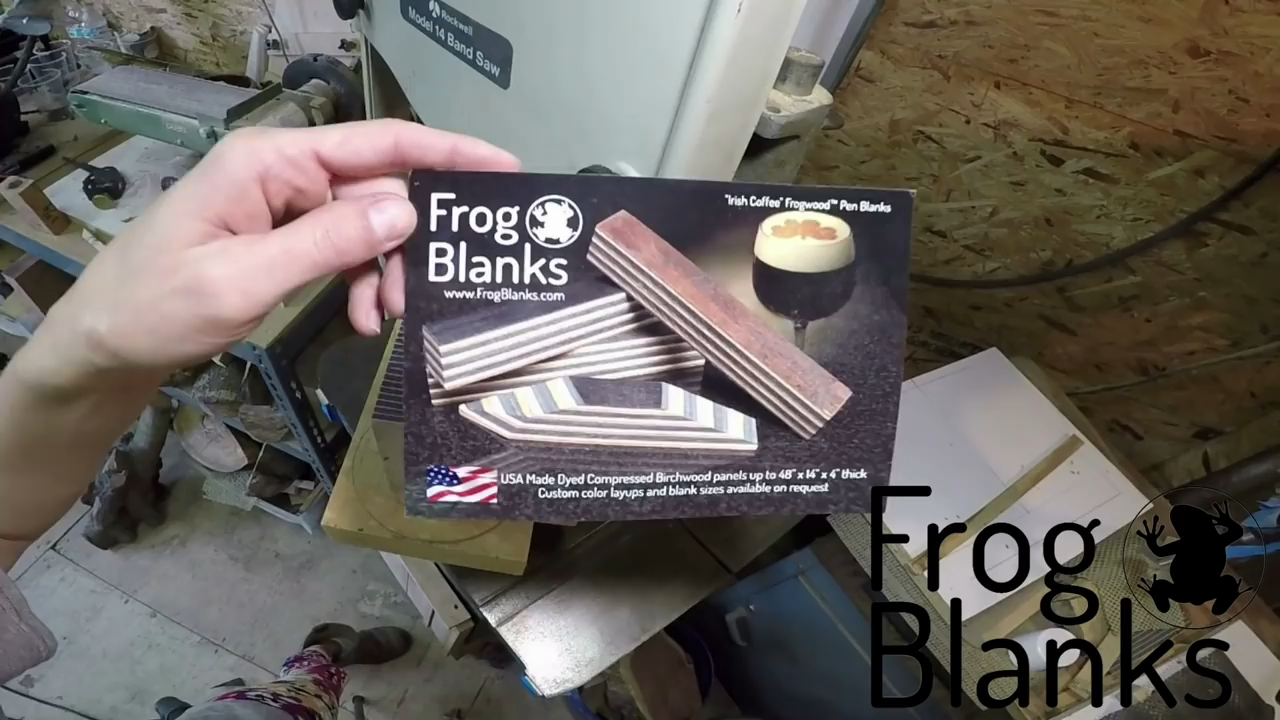 Rockwell
Model 14 Band Saw
Frog
Blanks
www.FrogBlanks.com
"Irish Coffee" Frogwood™ Pen Blanks
USA Made Dyed Compressed Birchwood panels up to 48" x 14" x 4" thick
Custom color layups and blank sizes available on request
Frog
Blanks